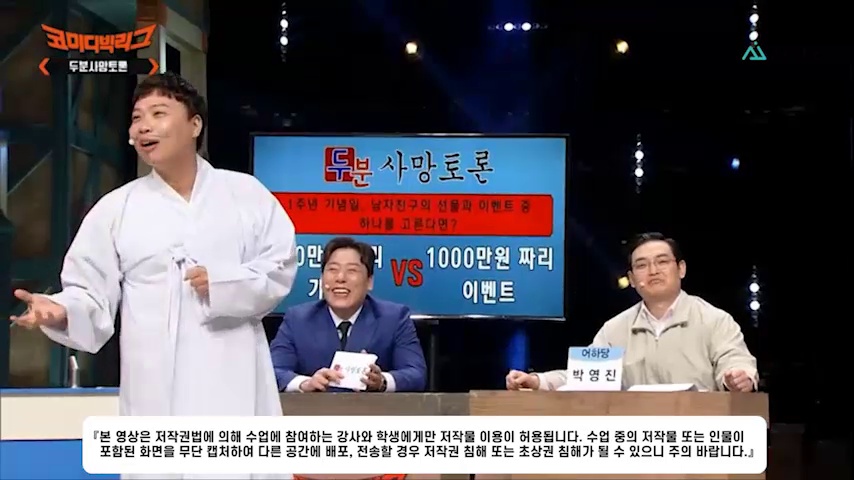 코미디빅리그
두분사망토론
두분 사망토론
1주년 기념일, 남자친구의 선물과 이벤트 중
하나를 고른다면?
VS
1000만원 짜리
이벤트
어하당
박영진
『본 영상은 저작권법에 의해 수업에 참여하는 강사와 학생에게만 저작물 이용이 허용됩니다. 수업 중의 저작물 또는 인물이
포함된 화면을 무단 캡처하여 다른 공간에 배포, 전송할 경우 저작권 침해 또는 초상권 침해가 될 수 있으니 주의 바랍니다.』